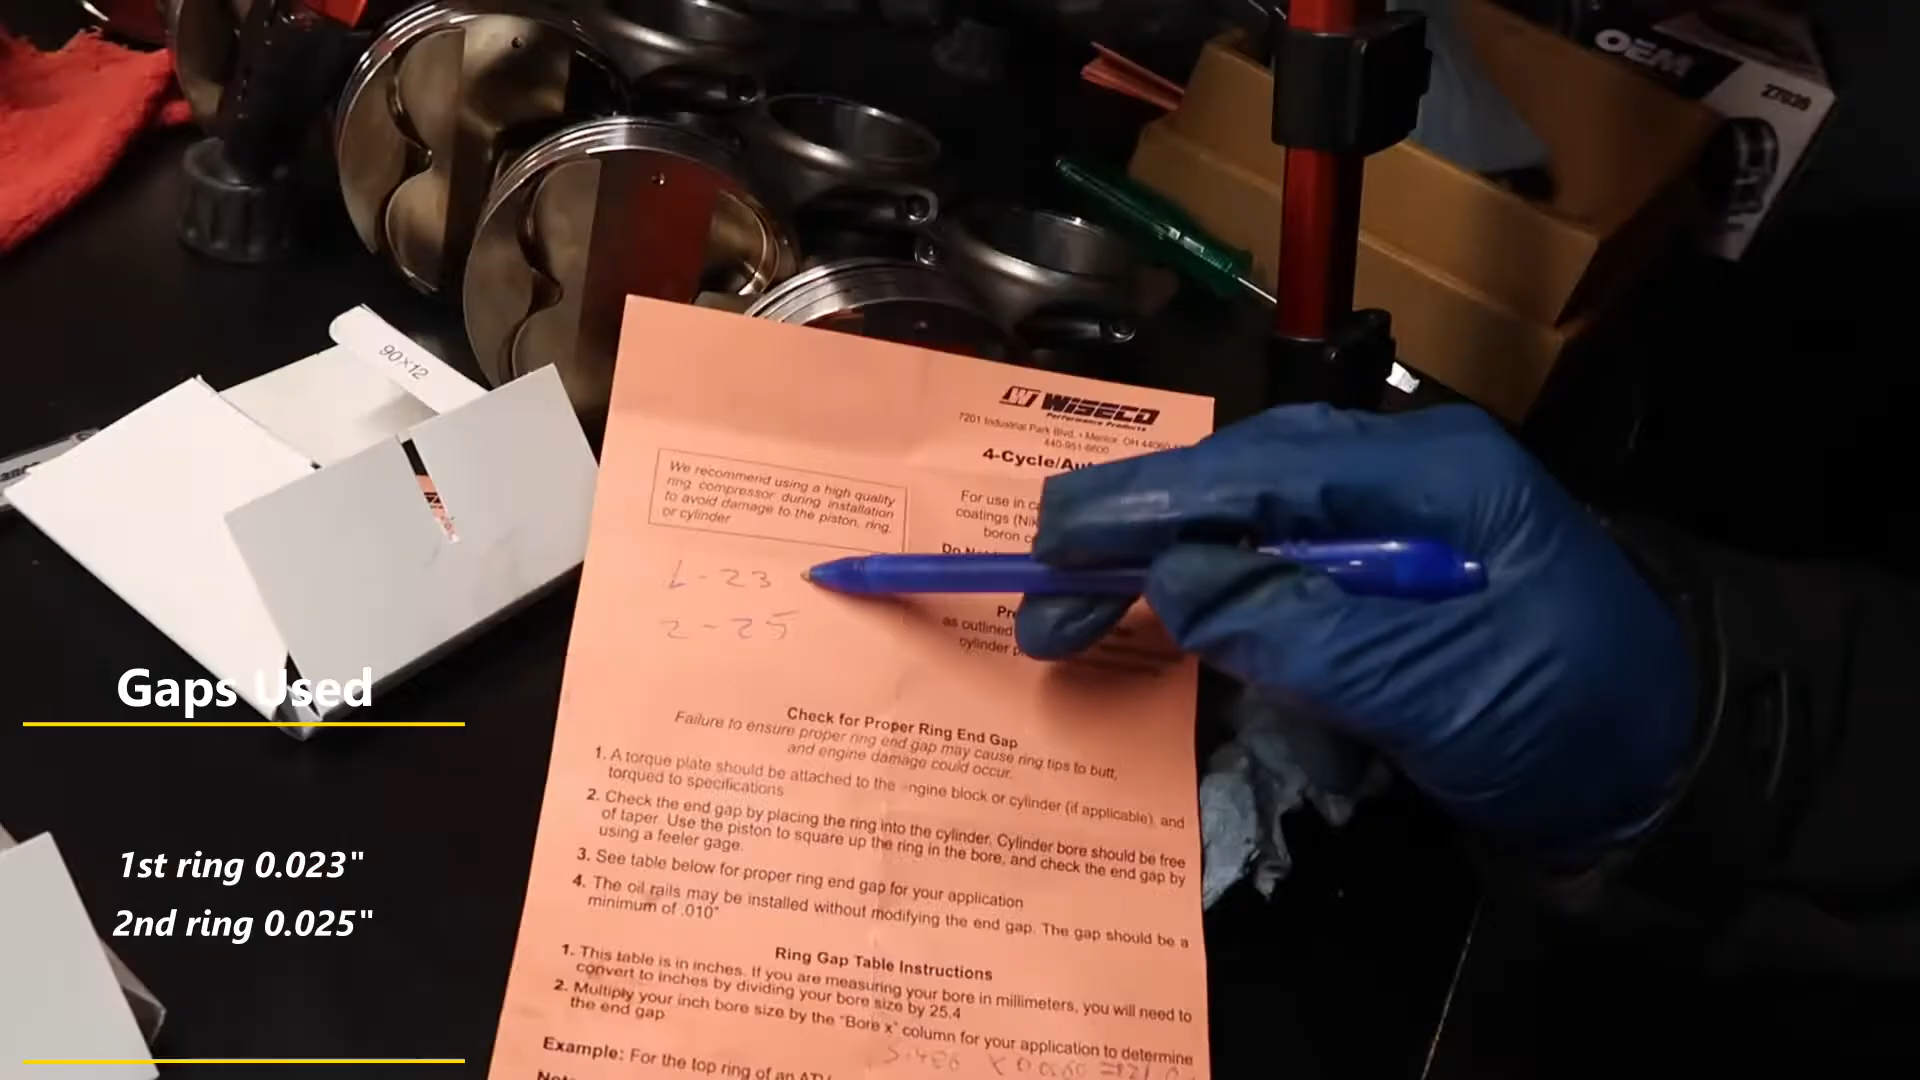 OEM
27039
90X12
WISECO
Performance Products
7201 Industrial Park Blvd. • Mentor, OH 44060
440-951-6600
4-Cycle/Au
We recommend using a high quality
ring compressor during installation
to avoid damage to the piston, ring,
or cylinder
For use in
coatings (Nik
boron
1 - 23
2 - 25
as outlined
cylinder
Check for Proper Ring End Gap
Failure to ensure proper ring end gap may cause ring tips to butt,
and engine damage could occur.
1. A torque plate should be attached to the engine block or cylinder (if applicable), and
torqued to specifications
2. Check the end gap by placing the ring into the cylinder. Cylinder bore should be free
of taper. Use the piston to square up the ring in the bore, and check the end gap by
using a feeler gage.
3. See table below for proper ring end gap for your application
4. The oil rails may be installed without modifying the end gap. The gap should be a
minimum of .010"
Ring Gap Table Instructions
1. This table is in inches. If you are measuring your bore in millimeters, you will need to
convert to inches by dividing your bore size by 25.4
2. Multiply your inch bore size by the "Bore x" column for your application to determine
the end gap
Example: For the top ring of an ATV
Gaps Used
1st ring 0.023"
2nd ring 0.025"